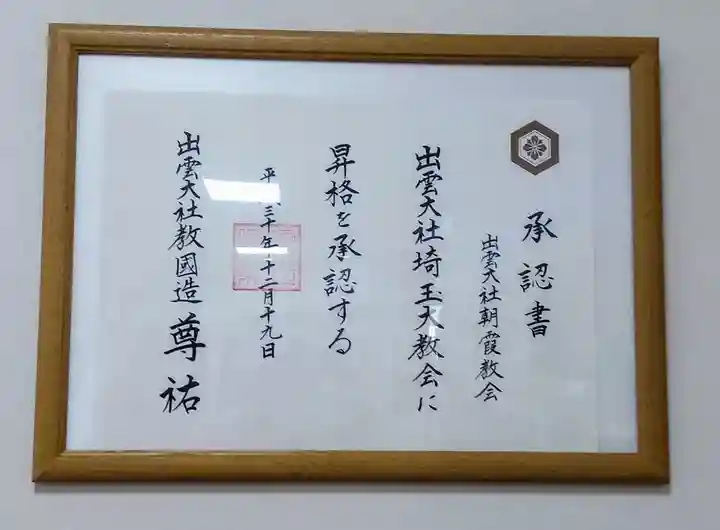 承認書
出雲大社朝霞教会
出雲大社埼玉大教会に
昇格を承認する
平 三十年十二月十九日
出雲大社教國造 尊祐